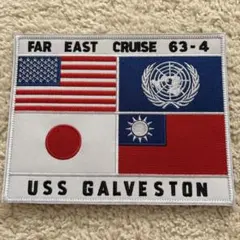 FAR EAST CRUISE 63-4
USS GALVESTON